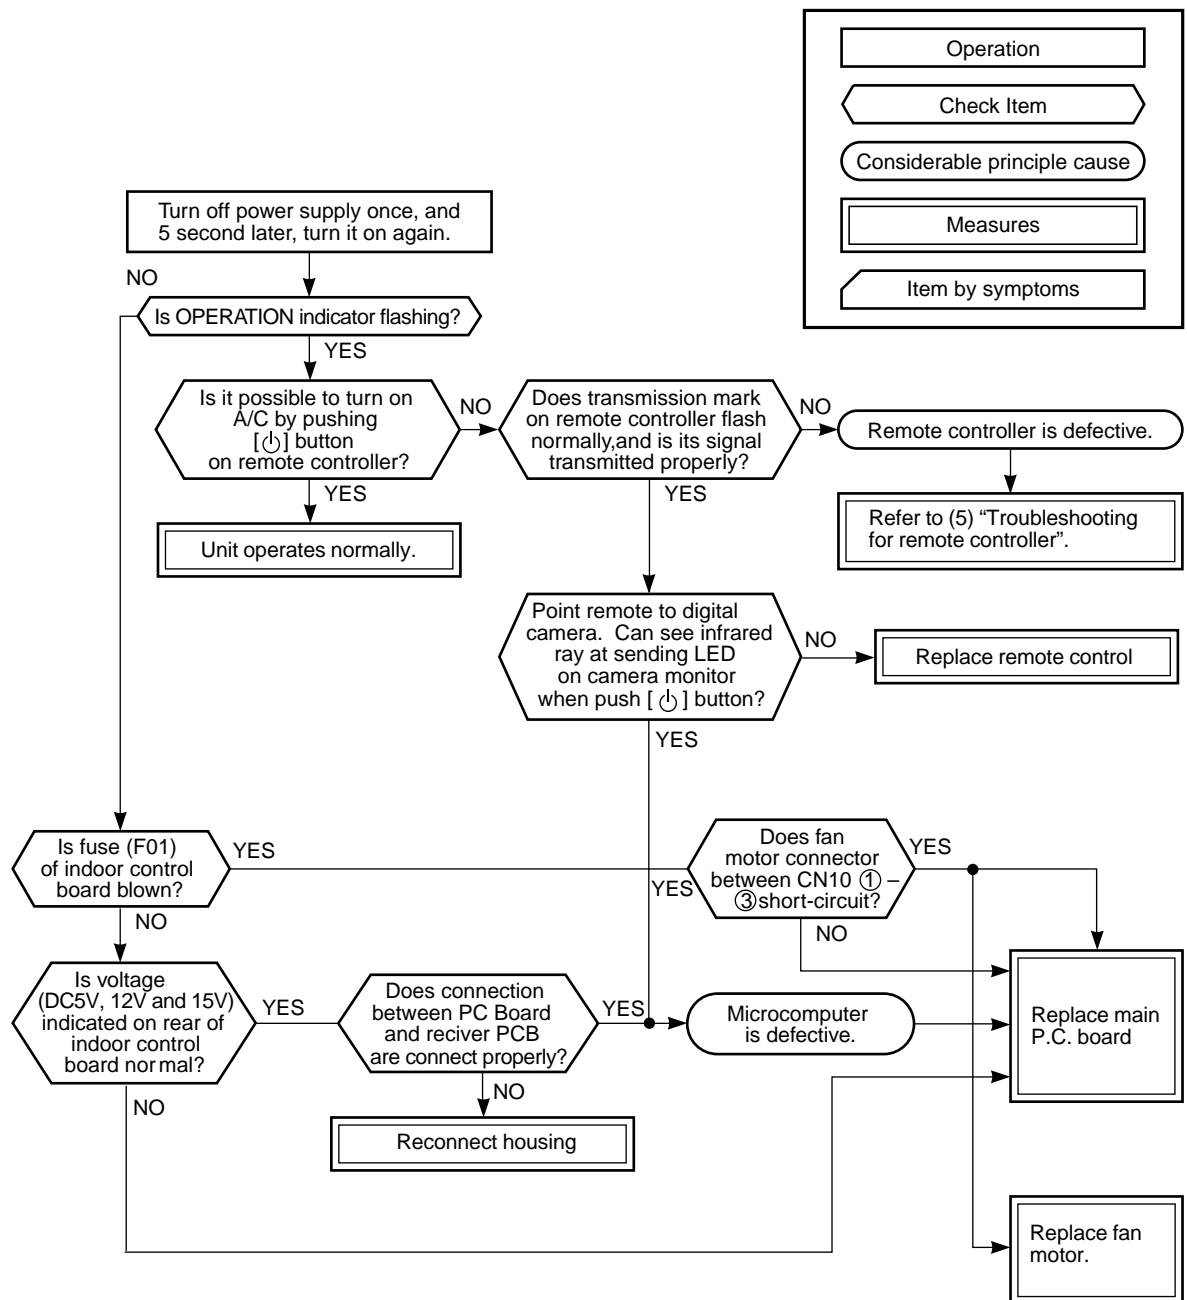 Operation
Check Item
Considerable principle cause
Measures
Item by symptoms
Turn off power supply once, and
5 second later, turn it on again.
NO
Is OPERATION indicator flashing?
YES
Is it possible to turn on
A/C by pushing
[⏻] button
on remote controller?
NO
Does transmission mark
on remote controller flash
normally,and is its signal
transmitted properly?
NO
Remote controller is defective.
YES
YES
Unit operates normally.
Refer to (5) “Troubleshooting
for remote controller”.
Point remote to digital
camera. Can see infrared
ray at sending LED
on camera monitor
when push [ ⏻ ] button?
NO
Replace remote control
YES
Is fuse (F01)
of indoor control
board blown?
YES
YES
Does fan
motor connector
between CN10 ① –
③short-circuit?
YES
NO
NO
Is voltage
(DC5V, 12V and 15V)
indicated on rear of
indoor control
board normal?
YES
Does connection
between PC Board
and reciver PCB
are connect properly?
YES
Microcomputer
is defective.
Replace main
P.C. board
NO
NO
Reconnect housing
Replace fan
motor.